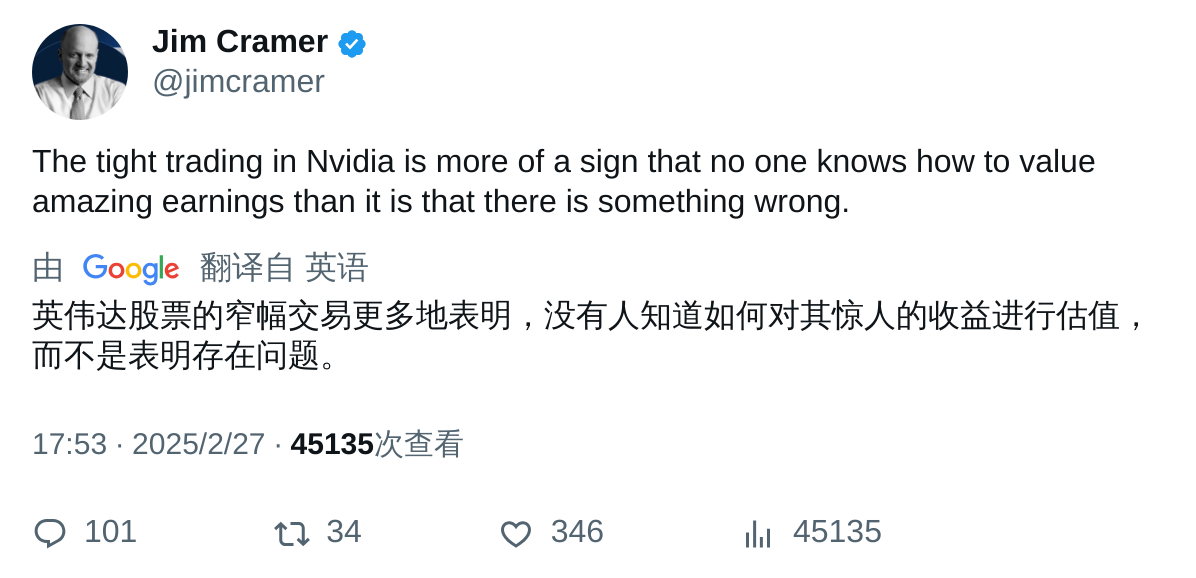 Jim Cramer
@jimcramer
The tight trading in Nvidia is more of a sign that no one knows how to value
amazing earnings than it is that there is something wrong.
由 Google 翻译自 英语
英伟达股票的窄幅交易更多地表明，没有人知道如何对其惊人的收益进行估值，
而不是表明存在问题。
17:53 · 2025/2/27 · 45135次查看
101 34 346 45135